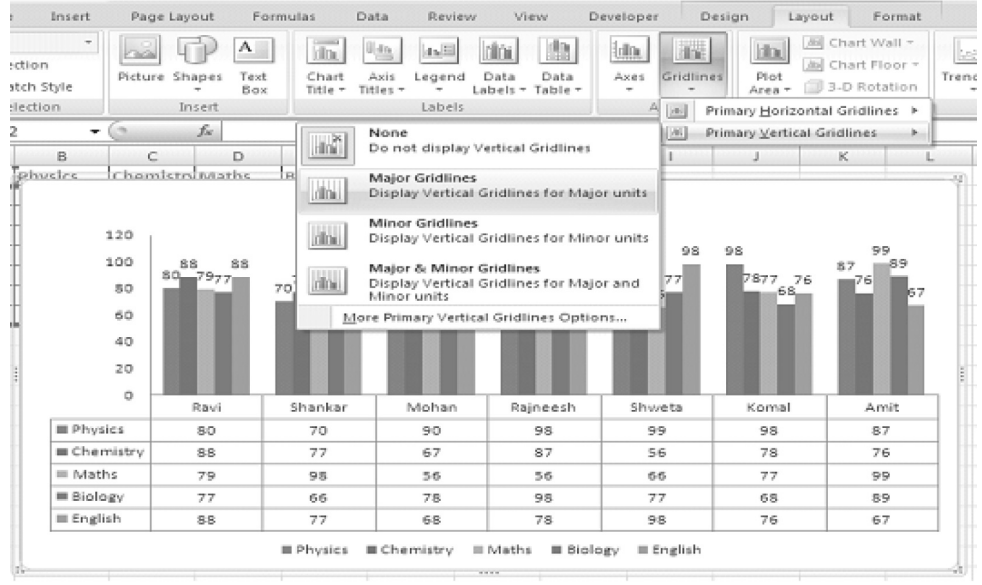 Insert Page Layout Formulas Data Review View Developer Design Layout Format
Picture Shapes Text Box Chart Title Axis Titles Legend Data Labels Data Table Axes Gridlines Plot Area Chart Wall
Chart Floor
3-D Rotation
atch Style
Insert Labels
Primary Horizontal Gridlines
Primary Vertical Gridlines
2 fx
None
Do not display Vertical Gridlines
Major Gridlines
Display Vertical Gridlines for Major units
Minor Gridlines
Display Vertical Gridlines for Minor units
Major & Minor Gridlines
Display Vertical Gridlines for Major and
Minor units
More Primary Vertical Gridlines Options...
B C D I J K L
Physics Chemistry Maths
120
100
80
60
40
20
0
80 88 79 77 88 70 77 98 98 78 77 68 76 87 76 99 89 67
Ravi Shankar Mohan Rajneesh Shweta Komal Amit
Physics 80 70 90 98 99 98 87
Chemistry 88 77 67 87 56 78 76
Maths 79 98 56 56 66 77 99
Biology 77 66 78 98 77 68 89
English 88 77 68 78 98 76 67
Physics Chemistry Maths Biology English